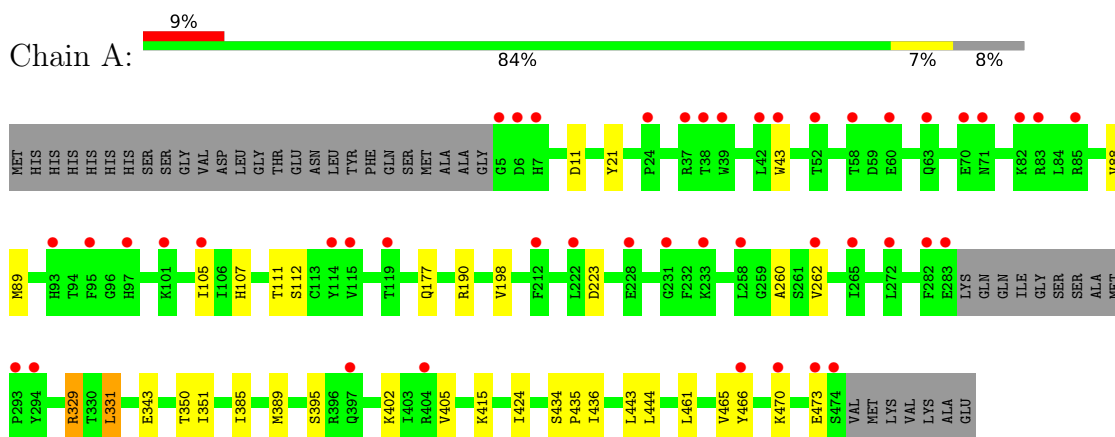 9%
Chain A:
84% 7% 8%
MET HIS HIS HIS HIS HIS HIS SER SER GLY VAL ASP LEU GLY THR GLU ASN LEU TYR PHE GLN SER MET ALA ALA GLY G5 D6 H7 D11 Y21 P24 R37 T38 W39 L42 W43 T52 T58 D59 E60 Q63 E70 N71 K82 R83 L84 R85 V88
M89 H93 T94 F95 G96 H97 K101 I105 I106 H107 T111 S112 C113 Y114 V115 T119 Q177 R190 V198 F212 L222 D223 E228 G231 F232 K233 L258 G259 A260 S261 V262 I265 L272 F282 E283 LYS GLN GLN ILE GLY SER SER ALA MET
P293 Y294 R329 T330 L331 E343 T350 I351 I385 M389 S395 R396 Q397 K402 I403 R404 V405 K415 I424 S434 P435 I436 L443 L444 L461 V465 Y466 K470 E473 S474 VAL MET LYS VAL LYS ALA GLU